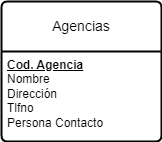 Agencias
Cod. Agencia
Nombre
Dirección
Tlfno
Persona Contacto